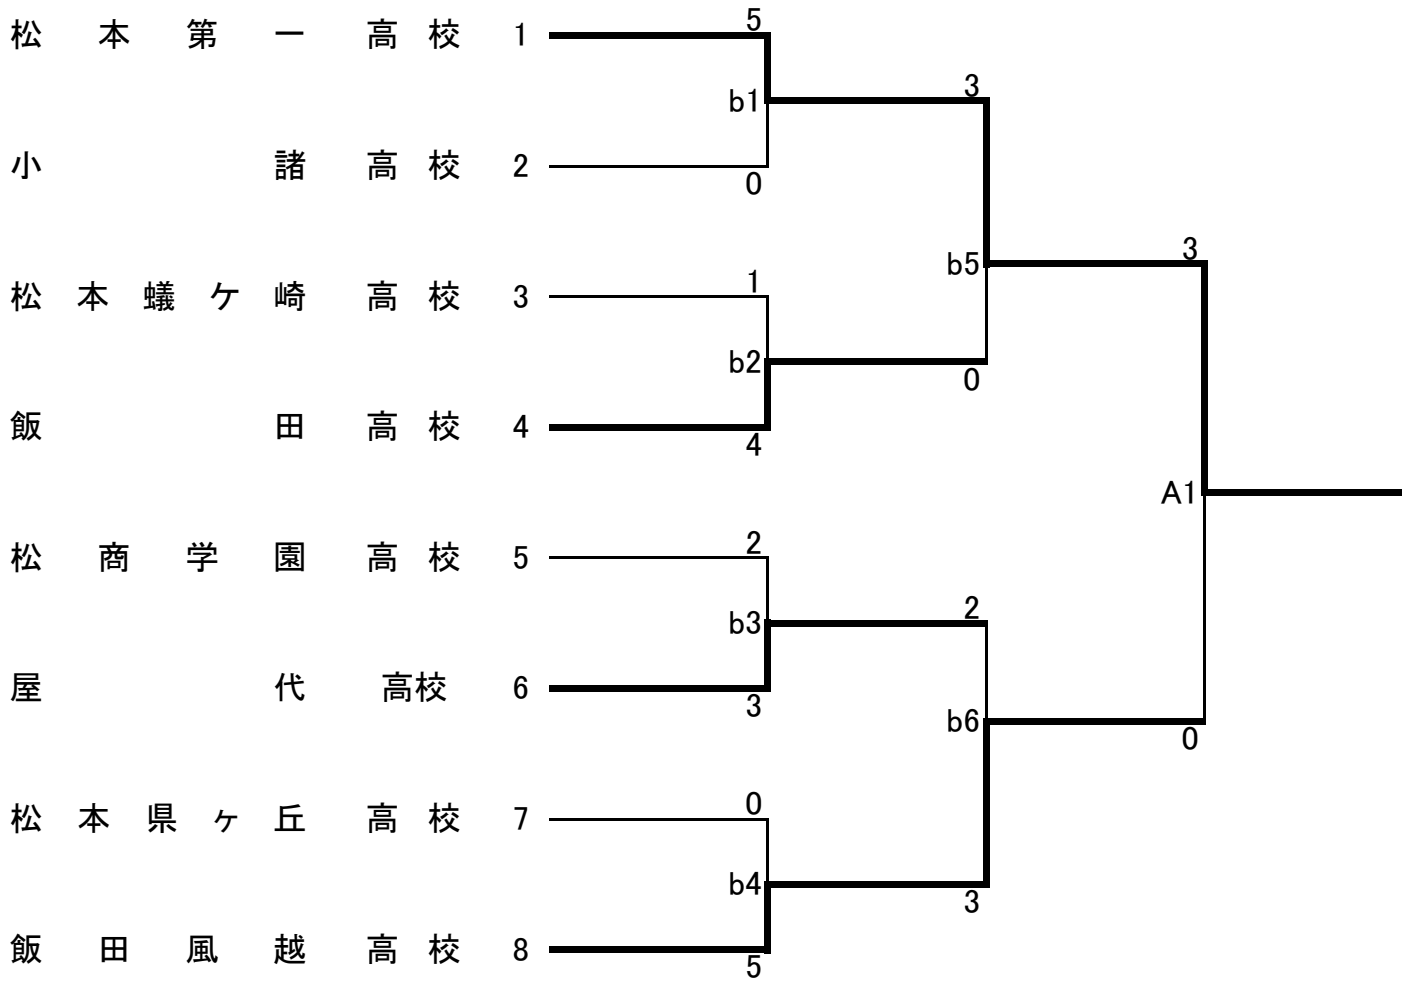 5
松本第一高校 1
3
b1
小諸高校 2
0
3
b5
1
松本蟻ケ崎高校 3
b2
0
飯田高校 4
4
A1
2
松商学園高校 5
2
b3
屋代高校 6
3
b6
0
0
松本県ヶ丘高校 7
b4
3
飯田風越高校 8
5